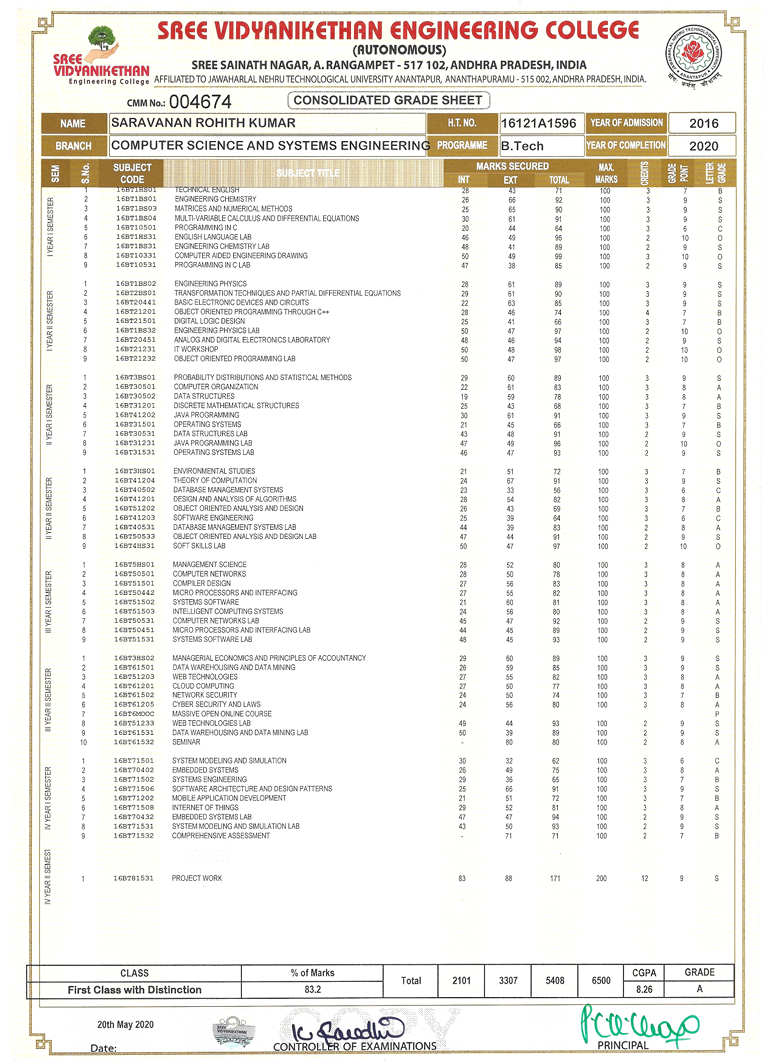 SREE VIDYANIKETHAN ENGINEERING COLLEGE
(AUTONOMOUS)
SREE SAINATH NAGAR, A. RANGAMPET - 517 102, ANDHRA PRADESH, INDIA
AFFILIATED TO JAWAHARLAL NEHRU TECHNOLOGICAL UNIVERSITY ANANTAPUR, ANANTHAPURAMU - 515 002, ANDHRA PRADESH, INDIA.
SREE
VIDYANIKETHAN
Engineering College
CMM No.: 004674
CONSOLIDATED GRADE SHEET
NAME SARAVANAN ROHITH KUMAR H.T. NO. 16121A1596 YEAR OF ADMISSION 2016
BRANCH COMPUTER SCIENCE AND SYSTEMS ENGINEERING PROGRAMME B.Tech YEAR OF COMPLETION 2020
SEM S.No. SUBJECT CODE SUBJECT TITLE MARKS SECURED INT EXT TOTAL MAX. MARKS CREDITS GRADE POINT LETTER GRADE
I YEAR I SEMESTER
1 16BT1HS01 TECHNICAL ENGLISH 28 43 71 100 3 7 B
2 16BT1BS01 ENGINEERING CHEMISTRY 26 66 92 100 3 9 S
3 16BT1BS03 MATRICES AND NUMERICAL METHODS 25 65 90 100 3 9 S
4 16BT1BS04 MULTI-VARIABLE CALCULUS AND DIFFERENTIAL EQUATIONS 30 61 91 100 3 9 S
5 16BT10501 PROGRAMMING IN C 20 44 64 100 3 6 C
6 16BT1HS31 ENGLISH LANGUAGE LAB 46 49 95 100 2 10 O
7 16BT1BS31 ENGINEERING CHEMISTRY LAB 48 41 89 100 2 9 S
8 16BT10331 COMPUTER AIDED ENGINEERING DRAWING 50 49 99 100 3 10 O
9 16BT10531 PROGRAMMING IN C LAB 47 38 85 100 2 9 S
I YEAR II SEMESTER
1 16BT1BS02 ENGINEERING PHYSICS 28 61 89 100 3 9 S
2 16BT2BS01 TRANSFORMATION TECHNIQUES AND PARTIAL DIFFERENTIAL EQUATIONS 29 61 90 100 3 9 S
3 16BT20441 BASIC ELECTRONIC DEVICES AND CIRCUITS 22 63 85 100 3 9 S
4 16BT21201 OBJECT ORIENTED PROGRAMMING THROUGH C++ 28 46 74 100 4 7 B
5 16BT21501 DIGITAL LOGIC DESIGN 25 41 66 100 3 7 B
6 16BT1BS32 ENGINEERING PHYSICS LAB 50 47 97 100 2 10 O
7 16BT20451 ANALOG AND DIGITAL ELECTRONICS LABORATORY 48 46 94 100 2 9 S
8 16BT21231 IT WORKSHOP 50 48 98 100 2 10 O
9 16BT21232 OBJECT ORIENTED PROGRAMMING LAB 50 47 97 100 2 10 O
II YEAR I SEMESTER
1 16BT3BS01 PROBABILITY DISTRIBUTIONS AND STATISTICAL METHODS 29 60 89 100 3 9 S
2 16BT30501 COMPUTER ORGANIZATION 22 61 83 100 3 8 A
3 16BT30502 DATA STRUCTURES 19 59 78 100 3 8 A
4 16BT31201 DISCRETE MATHEMATICAL STRUCTURES 25 43 68 100 3 7 B
5 16BT41202 JAVA PROGRAMMING 30 61 91 100 3 9 S
6 16BT31501 OPERATING SYSTEMS 21 45 66 100 3 7 B
7 16BT30531 DATA STRUCTURES LAB 43 48 91 100 2 9 S
8 16BT31231 JAVA PROGRAMMING LAB 47 49 96 100 2 10 O
9 16BT31531 OPERATING SYSTEMS LAB 46 47 93 100 2 9 S
II YEAR II SEMESTER
1 16BT3HS01 ENVIRONMENTAL STUDIES 21 51 72 100 3 7 B
2 16BT41204 THEORY OF COMPUTATION 24 67 91 100 3 9 S
3 16BT40502 DATABASE MANAGEMENT SYSTEMS 23 33 56 100 3 6 C
4 16BT41201 DESIGN AND ANALYSIS OF ALGORITHMS 28 54 82 100 3 8 A
5 16BT51202 OBJECT ORIENTED ANALYSIS AND DESIGN 26 43 69 100 3 7 B
6 16BT41203 SOFTWARE ENGINEERING 25 39 64 100 3 6 C
7 16BT40531 DATABASE MANAGEMENT SYSTEMS LAB 44 39 83 100 2 8 A
8 16BT50533 OBJECT ORIENTED ANALYSIS AND DESIGN LAB 47 44 91 100 2 9 S
9 16BT4HS31 SOFT SKILLS LAB 50 47 97 100 2 10 O
III YEAR I SEMESTER
1 16BT5HS01 MANAGEMENT SCIENCE 28 52 80 100 3 8 A
2 16BT50501 COMPUTER NETWORKS 28 50 78 100 3 8 A
3 16BT51501 COMPILER DESIGN 27 56 83 100 3 8 A
4 16BT50442 MICRO PROCESSORS AND INTERFACING 27 55 82 100 3 8 A
5 16BT51502 SYSTEMS SOFTWARE 21 60 81 100 3 8 A
6 16BT51503 INTELLIGENT COMPUTING SYSTEMS 24 56 80 100 3 8 A
7 16BT50531 COMPUTER NETWORKS LAB 45 47 92 100 2 9 S
8 16BT50451 MICRO PROCESSORS AND INTERFACING LAB 44 45 89 100 2 9 S
9 16BT51531 SYSTEMS SOFTWARE LAB 48 45 93 100 2 9 S
III YEAR II SEMESTER
1 16BT3HS02 MANAGERIAL ECONOMICS AND PRINCIPLES OF ACCOUNTANCY 29 60 89 100 3 9 S
2 16BT61501 DATA WAREHOUSING AND DATA MINING 26 59 85 100 3 9 S
3 16BT51203 WEB TECHNOLOGIES 27 55 82 100 3 8 A
4 16BT61201 CLOUD COMPUTING 27 50 77 100 3 8 A
5 16BT61502 NETWORK SECURITY 24 50 74 100 3 7 B
6 16BT61205 CYBER SECURITY AND LAWS 24 56 80 100 3 8 A
7 16BT6MOOC MASSIVE OPEN ONLINE COURSE P
8 16BT51233 WEB TECHNOLOGIES LAB 49 44 93 100 2 9 S
9 16BT61531 DATA WAREHOUSING AND DATA MINING LAB 50 39 89 100 2 9 S
10 16BT61532 SEMINAR - 80 80 100 2 8 A
IV YEAR I SEMESTER
1 16BT71501 SYSTEM MODELING AND SIMULATION 30 32 62 100 3 6 C
2 16BT70402 EMBEDDED SYSTEMS 26 49 75 100 3 8 A
3 16BT71502 SYSTEMS ENGINEERING 29 36 65 100 3 7 B
4 16BT71506 SOFTWARE ARCHITECTURE AND DESIGN PATTERNS 25 66 91 100 3 9 S
5 16BT71202 MOBILE APPLICATION DEVELOPMENT 21 51 72 100 3 7 B
6 16BT71508 INTERNET OF THINGS 29 52 81 100 3 8 A
7 16BT70432 EMBEDDED SYSTEMS LAB 47 47 94 100 2 9 S
8 16BT71531 SYSTEM MODELING AND SIMULATION LAB 43 50 93 100 2 9 S
9 16BT71532 COMPREHENSIVE ASSESSMENT - 71 71 100 2 7 B
IV YEAR II SEMEST
1 16BT81531 PROJECT WORK 83 88 171 200 12 9 S
CLASS % of Marks Total 2101 3307 5408 6500 CGPA GRADE
First Class with Distinction 83.2 8.26 A
20th May 2020
SREE
VIDYANIKETHAN
COPY
Date: CONTROLLER OF EXAMINATIONS PRINCIPAL